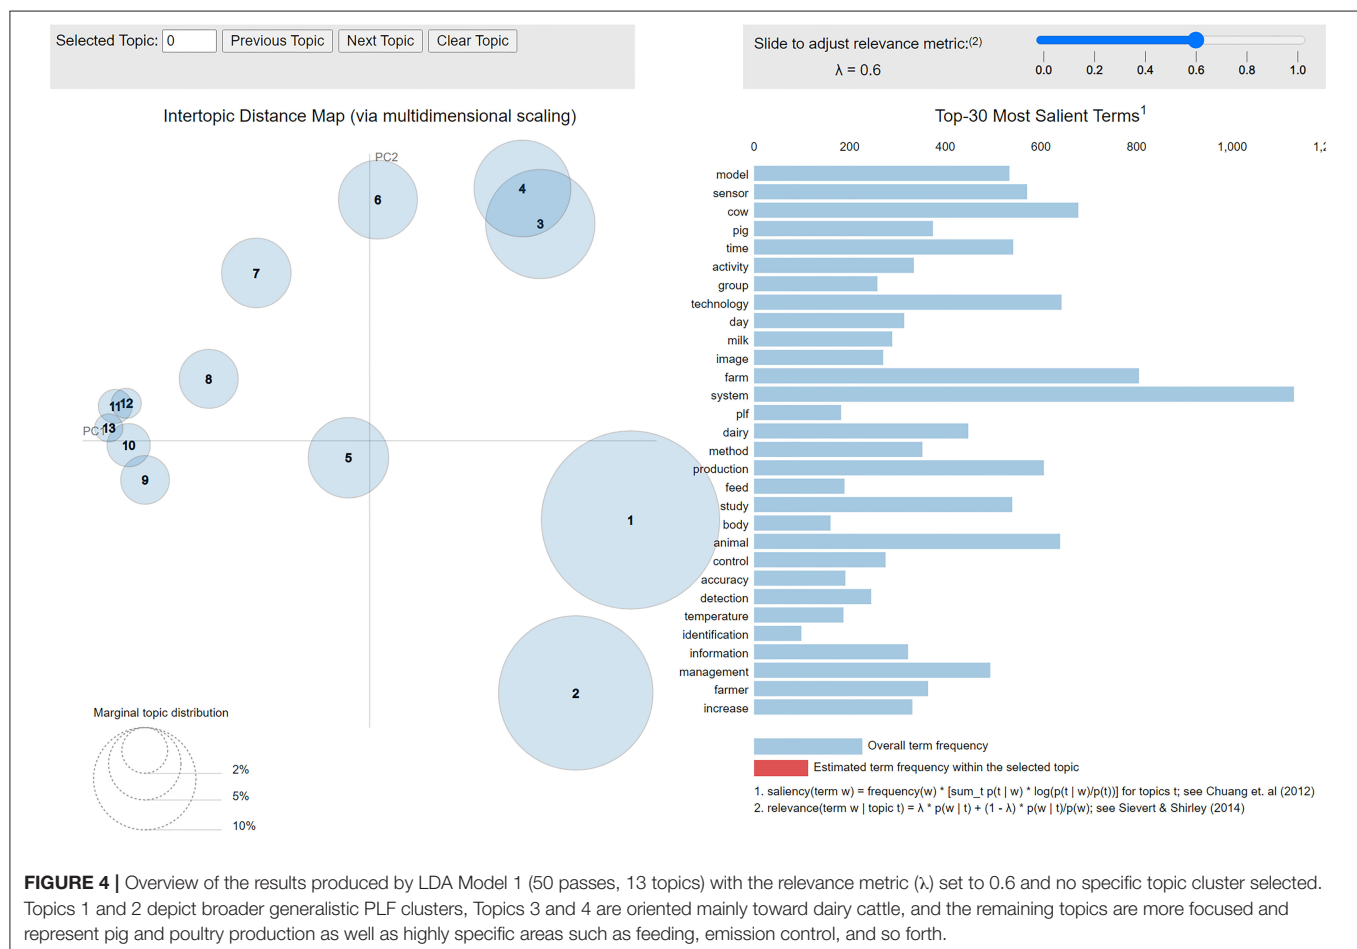 Selected Topic: 0 Previous Topic Next Topic Clear Topic
Slide to adjust relevance metric:(2)
λ = 0.6
0.0 0.2 0.4 0.6 0.8 1.0
Intertopic Distance Map (via multidimensional scaling)
PC2
4
6
3
7
8
11 12
PC1 13
10
5
9
1
2
Marginal topic distribution
2%
5%
10%
Top-30 Most Salient Terms1
0 200 400 600 800 1,000 1,2
model
sensor
cow
pig
time
activity
group
technology
day
milk
image
farm
system
plf
dairy
method
production
feed
study
body
animal
control
accuracy
detection
temperature
identification
information
management
farmer
increase
Overall term frequency
Estimated term frequency within the selected topic
1. saliency(term w) = frequency(w) * [sum_t p(t | w) * log(p(t | w)/p(t))] for topics t; see Chuang et. al (2012)
2. relevance(term w | topic t) = λ * p(w | t) + (1 - λ) * p(w | t)/p(w); see Sievert & Shirley (2014)
FIGURE 4 | Overview of the results produced by LDA Model 1 (50 passes, 13 topics) with the relevance metric (λ) set to 0.6 and no specific topic cluster selected.
Topics 1 and 2 depict broader generalistic PLF clusters, Topics 3 and 4 are oriented mainly toward dairy cattle, and the remaining topics are more focused and
represent pig and poultry production as well as highly specific areas such as feeding, emission control, and so forth.